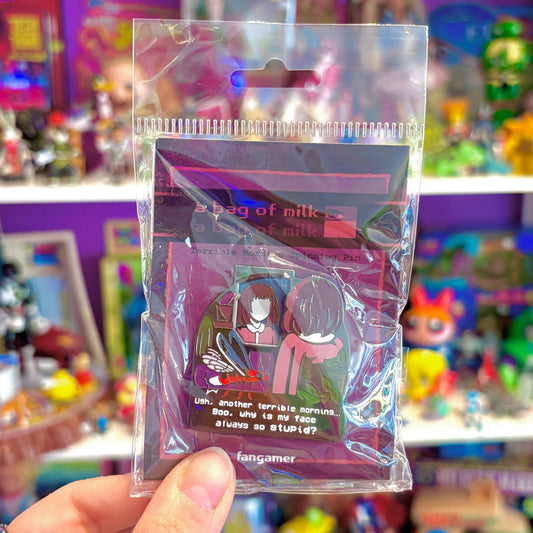 a bag of milk
a bag of milk
Terrible Morning Spinning Pin
Ugh, another terrible morning...
Boo, why is my face
always so stupid?
fangamer